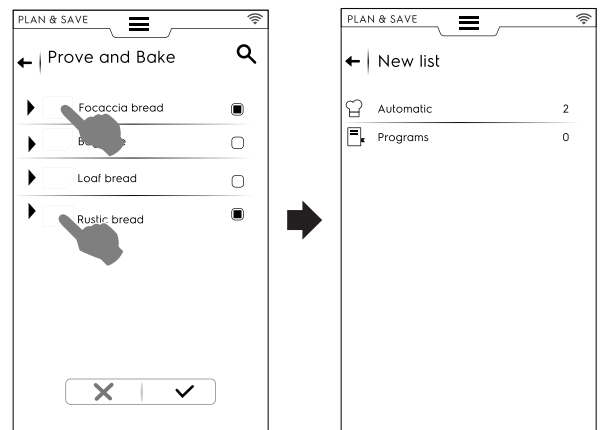 PLAN & SAVE
Prove and Bake
Focaccia bread
Loaf bread
Rustic bread
PLAN & SAVE
New list
Automatic 2
Programs 0